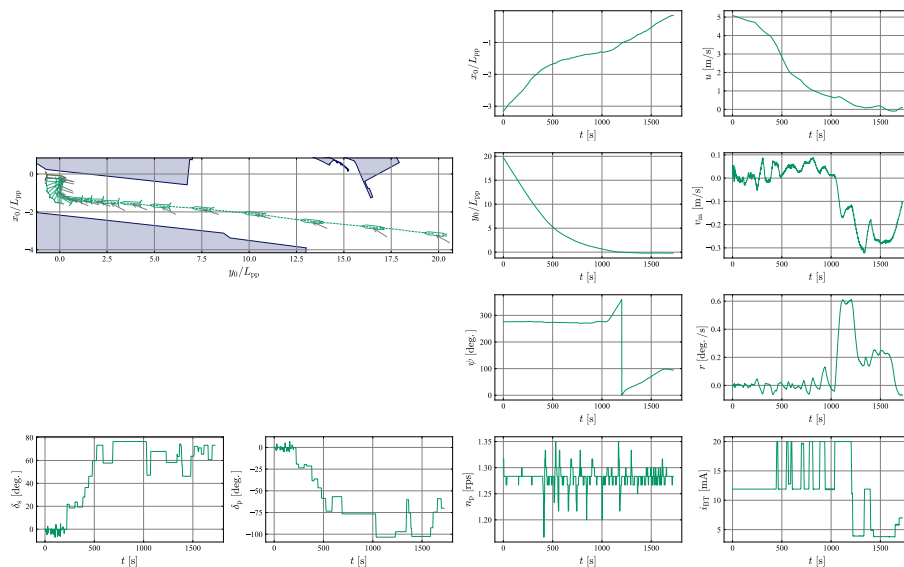 0
−2
−4
x₀/Lpp
0.0 2.5 5.0 7.5 10.0 12.5 15.0 17.5 20.0
y₀/Lpp
−1
−2
−3
x₀/Lpp
0 500 1000 1500
t [s]
5
4
3
2
1
0
u [m/s]
0 500 1000 1500
t [s]
20
15
10
5
0
y₀/Lpp
0 500 1000 1500
t [s]
0.1
0.0
−0.1
−0.2
−0.3
vm [m/s]
0 500 1000 1500
t [s]
300
200
100
0
ψ [deg.]
0 500 1000 1500
t [s]
0.6
0.4
0.2
0.0
r [deg./s]
0 500 1000 1500
t [s]
80
60
40
20
0
δs [deg.]
0 500 1000 1500
t [s]
0
−25
−50
−75
−100
δp [deg.]
0 500 1000 1500
t [s]
1.35
1.30
1.25
1.20
np [rps]
0 500 1000 1500
t [s]
20
15
10
5
iBT [mA]
0 500 1000 1500
t [s]